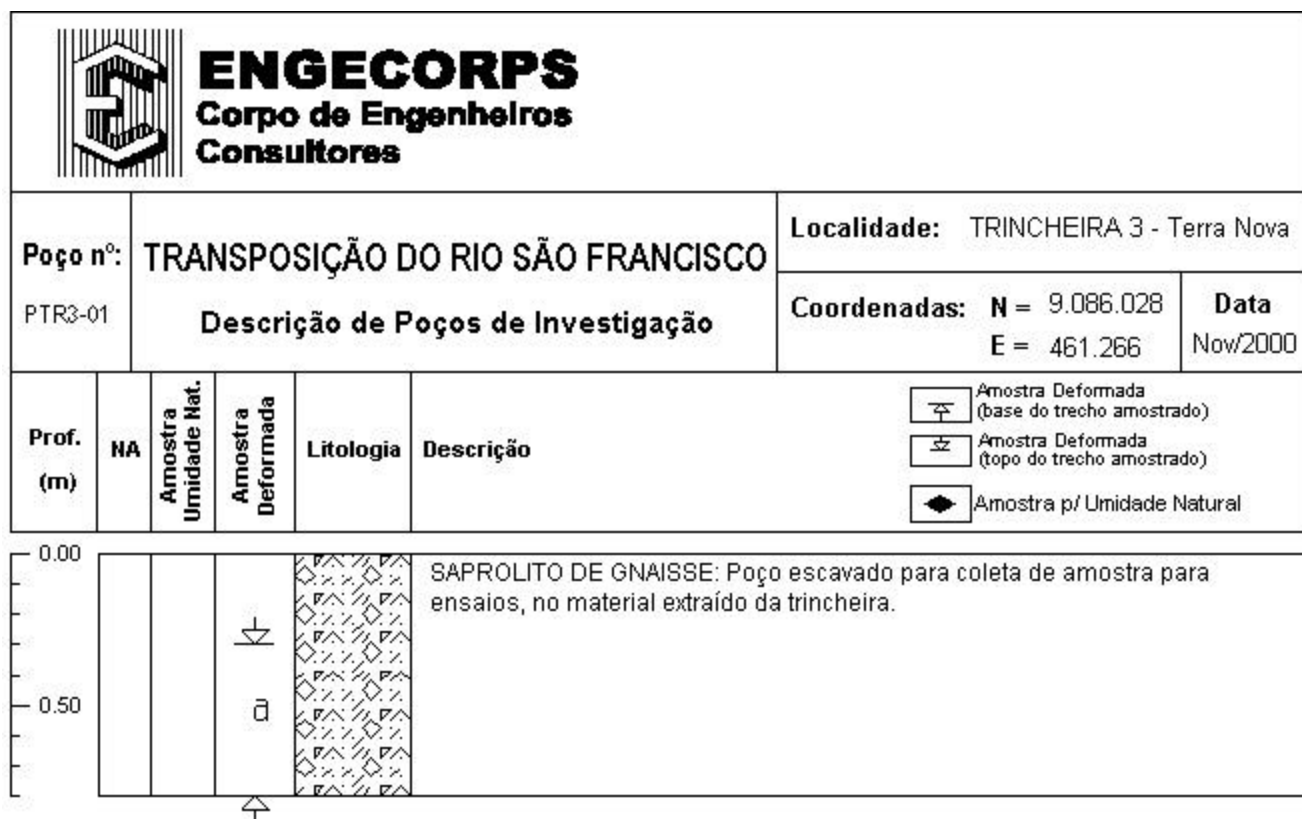 ENGECORPS
Corpo de Engenheiros
Consultores
Poço nº:
PTR3-01
TRANSPOSIÇÃO DO RIO SÃO FRANCISCO
Descrição de Poços de Investigação
Localidade: TRINCHEIRA 3 - Terra Nova
Coordenadas: N = 9.086.028
E = 461.266
Data
Nov/2000
Prof.
(m)
NA
Amostra
Umidade Nat.
Amostra
Deformada
Litologia
Descrição
Amostra Deformada
(base do trecho amostrado)
Amostra Deformada
(topo do trecho amostrado)
Amostra p/ Umidade Natural
0.00
SAPROLITO DE GNAISSE: Poço escavado para coleta de amostra para
ensaios, no material extraído da trincheira.
0.50
a